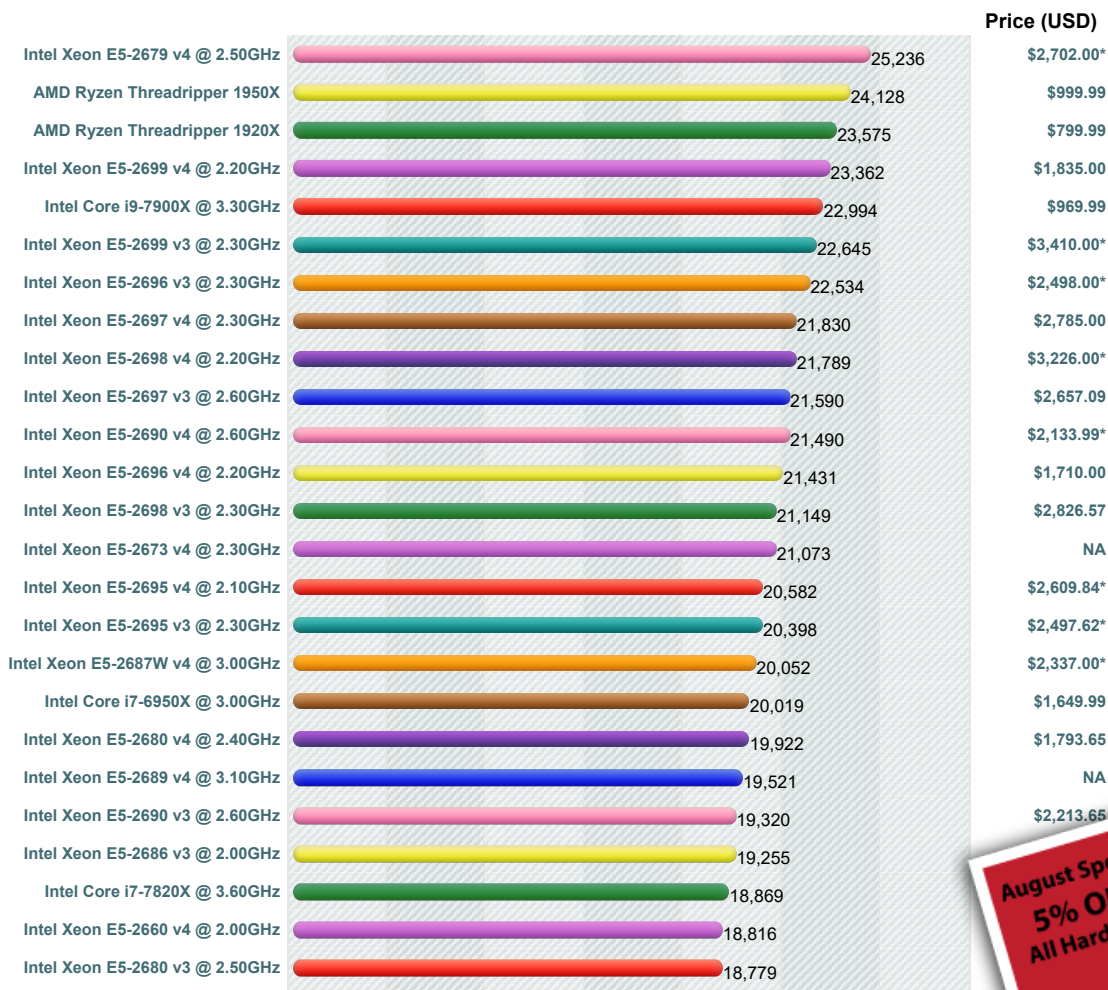 Price (USD)
Intel Xeon E5-2679 v4 @ 2.50GHz 25,236 $2,702.00*
AMD Ryzen Threadripper 1950X 24,128 $999.99
AMD Ryzen Threadripper 1920X 23,575 $799.99
Intel Xeon E5-2699 v4 @ 2.20GHz 23,362 $1,835.00
Intel Core i9-7900X @ 3.30GHz 22,994 $969.99
Intel Xeon E5-2699 v3 @ 2.30GHz 22,645 $3,410.00*
Intel Xeon E5-2696 v3 @ 2.30GHz 22,534 $2,498.00*
Intel Xeon E5-2697 v4 @ 2.30GHz 21,830 $2,785.00
Intel Xeon E5-2698 v4 @ 2.20GHz 21,789 $3,226.00*
Intel Xeon E5-2697 v3 @ 2.60GHz 21,590 $2,657.09
Intel Xeon E5-2690 v4 @ 2.60GHz 21,490 $2,133.99*
Intel Xeon E5-2696 v4 @ 2.20GHz 21,431 $1,710.00
Intel Xeon E5-2698 v3 @ 2.30GHz 21,149 $2,826.57
Intel Xeon E5-2673 v4 @ 2.30GHz 21,073 NA
Intel Xeon E5-2695 v4 @ 2.10GHz 20,582 $2,609.84*
Intel Xeon E5-2695 v3 @ 2.30GHz 20,398 $2,497.62*
Intel Xeon E5-2687W v4 @ 3.00GHz 20,052 $2,337.00*
Intel Core i7-6950X @ 3.00GHz 20,019 $1,649.99
Intel Xeon E5-2680 v4 @ 2.40GHz 19,922 $1,793.65
Intel Xeon E5-2689 v4 @ 3.10GHz 19,521 NA
Intel Xeon E5-2690 v3 @ 2.60GHz 19,320 $2,213.65
Intel Xeon E5-2686 v3 @ 2.00GHz 19,255
Intel Core i7-7820X @ 3.60GHz 18,869
Intel Xeon E5-2660 v4 @ 2.00GHz 18,816
Intel Xeon E5-2680 v3 @ 2.50GHz 18,779
August
5%
All